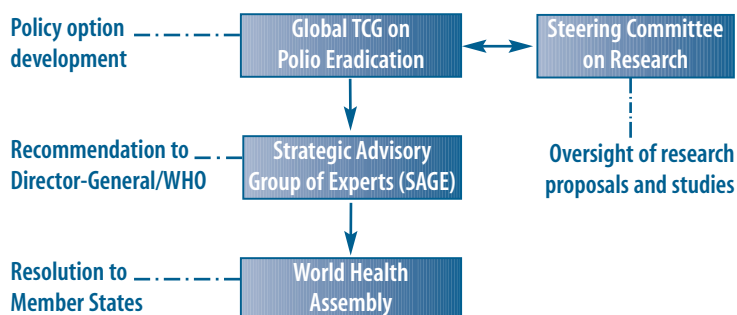 Policy option
development
Global TCG on
Polio Eradication
Steering Committee
on Research
Recommendation to
Director-General/WHO
Strategic Advisory
Group of Experts (SAGE)
Oversight of research
proposals and studies
Resolution to
Member States
World Health
Assembly